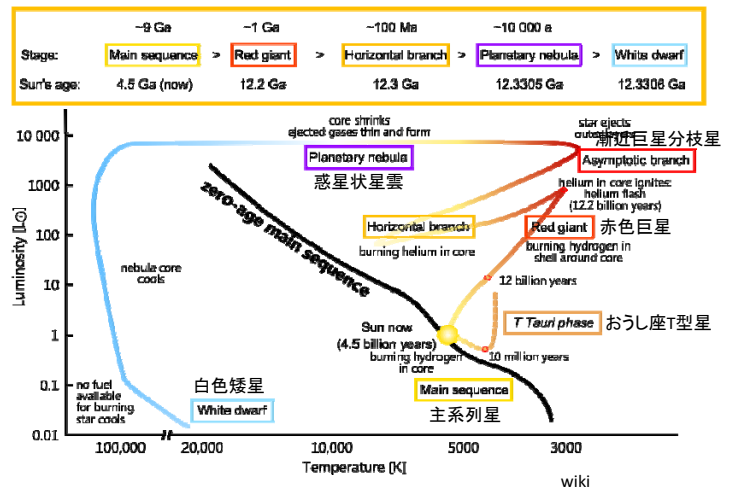 ~9 Ga ~1 Ga ~100 Ma ~10 000 a
Stage: Main sequence > Red giant > Horizontal branch > Planetary nebula > White dwarf
Sun's age: 4.5 Ga (now) 12.2 Ga 12.3 Ga 12.3305 Ga 12.3306 Ga
core shrinks
ejected gases thin and form
Planetary nebula
惑星状星雲
star ejects
漸近巨星分枝星
Asymptotic branch
helium in core ignites:
helium flash
(12.2 billion years)
Red giant 赤色巨星
burning hydrogen in
shell around core
Horizontal branch
burning helium in core
zero-age main sequence
12 billion years
T Tauri phase おうし座T型星
10 million years
Sun now
(4.5 billion years)
burning hydrogen
in core
Main sequence
主系列星
nebula core
cools
no fuel
available
for burning,
star cools
白色矮星
White dwarf
Luminosity [L⊙]
10 000
1000
100
10
1
0.1
0.01
100,000 20,000 10,000 5000 3000
Temperature [K]
wiki